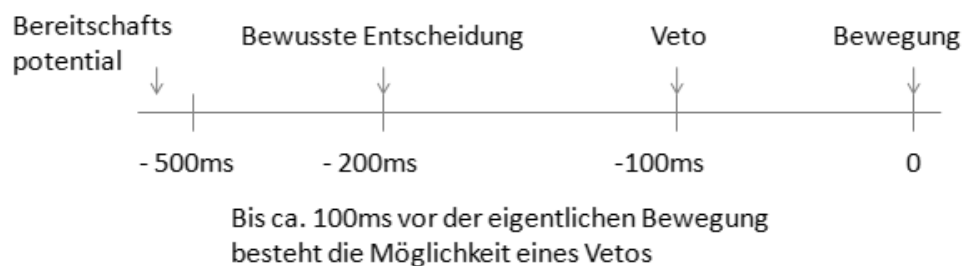 Bereitschafts
potential
Bewusste Entscheidung
Veto
Bewegung
- 500ms
- 200ms
-100ms
0
Bis ca. 100ms vor der eigentlichen Bewegung
besteht die Möglichkeit eines Vetos